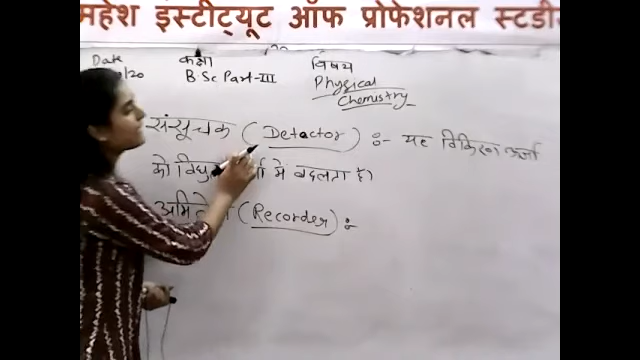 महेश इंस्टीट्यूट ऑफ प्रोफेशनल स्टडी
Date कक्षा विषय
/20 B.Sc Part-III Physical
Chemistry
संसूचक (Detactor) :- यह विकिरण ऊर्जा
को में बदलता है।
(Recorder) :-